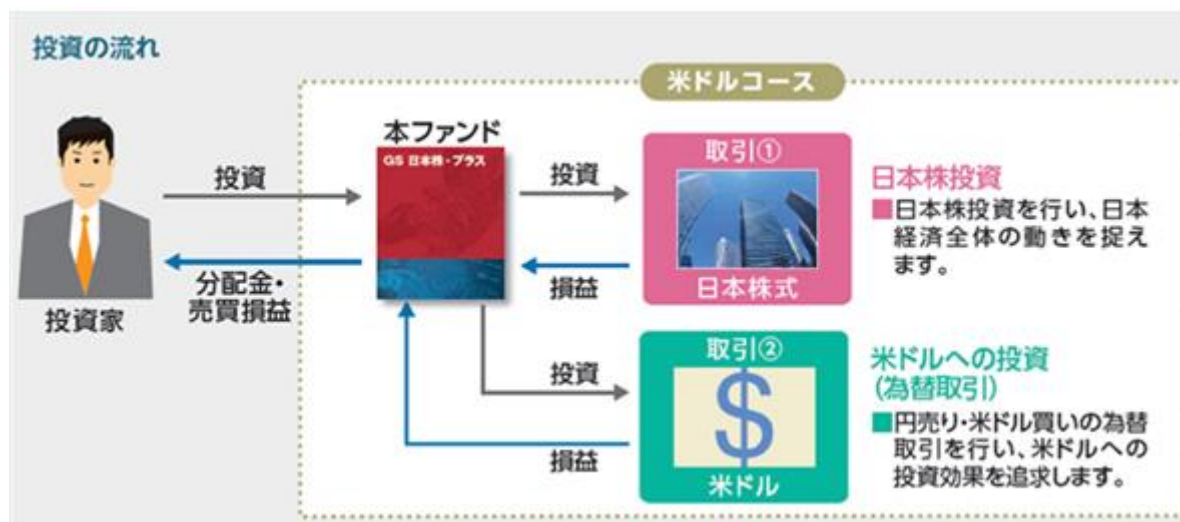 投資の流れ
米ドルコース
本ファンド
GS 日本株・プラス
投資
分配金・
売買損益
投資家
投資
損益
取引①
日本株式
日本株投資
■日本株投資を行い、日本
経済全体の動きを捉え
ます。
投資
損益
取引②
$
米ドル
米ドルへの投資
(為替取引)
■円売り・米ドル買いの為替
取引を行い、米ドルへの
投資効果を追求します。